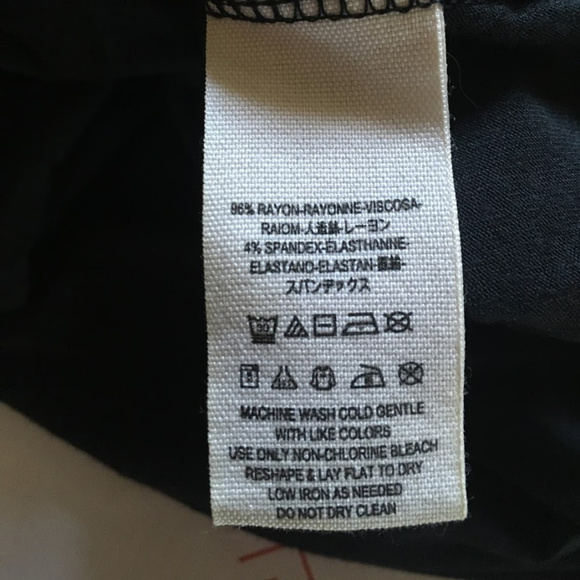 96% RAYON-RAYONNE-VISCOSA-
RAIOM-人造絲-レーヨン
4% SPANDEX-ELASTHANNE-
ELASTANO-ELASTAN-
スパンデックス
30
MACHINE WASH COLD GENTLE
WITH LIKE COLORS
USE ONLY NON-CHLORINE BLEACH
RESHAPE & LAY FLAT TO DRY
LOW IRON AS NEEDED
DO NOT DRY CLEAN